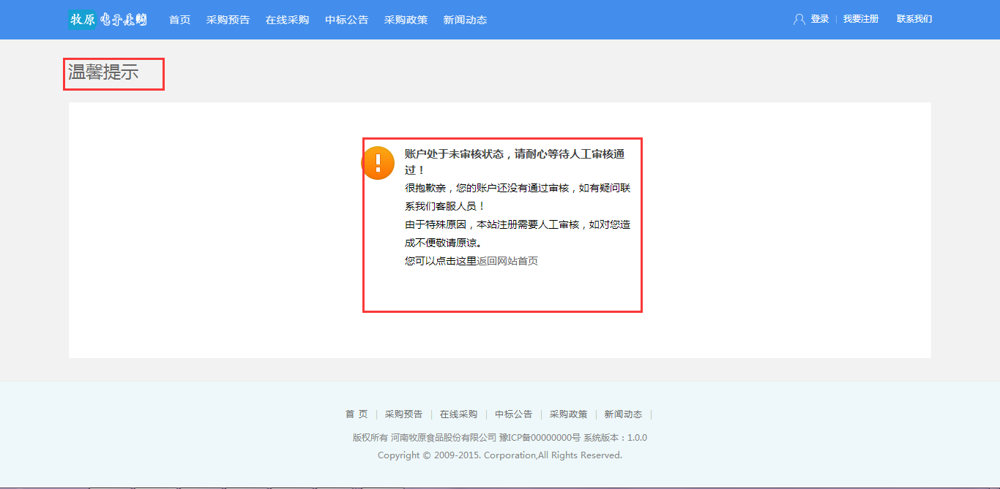 牧原 电子采购 首页 采购预告 在线采购 中标公告 采购政策 新闻动态 登录 | 我要注册 联系我们
温馨提示
账户处于未审核状态，请耐心等待人工审核通
过！
很抱歉亲，您的账户还没有通过审核，如有疑问联
系我们客服人员！
由于特殊原因，本站注册需要人工审核，如对您造
成不便敬请原谅。
您可以点击这里返回网站首页
首 页 | 采购预告 | 在线采购 | 中标公告 | 采购政策 | 新闻动态 |
版权所有 河南牧原食品股份有限公司 豫ICP备00000000号 系统版本：1.0.0
Copyright © 2009-2015. Corporation,All Rights Reserved.